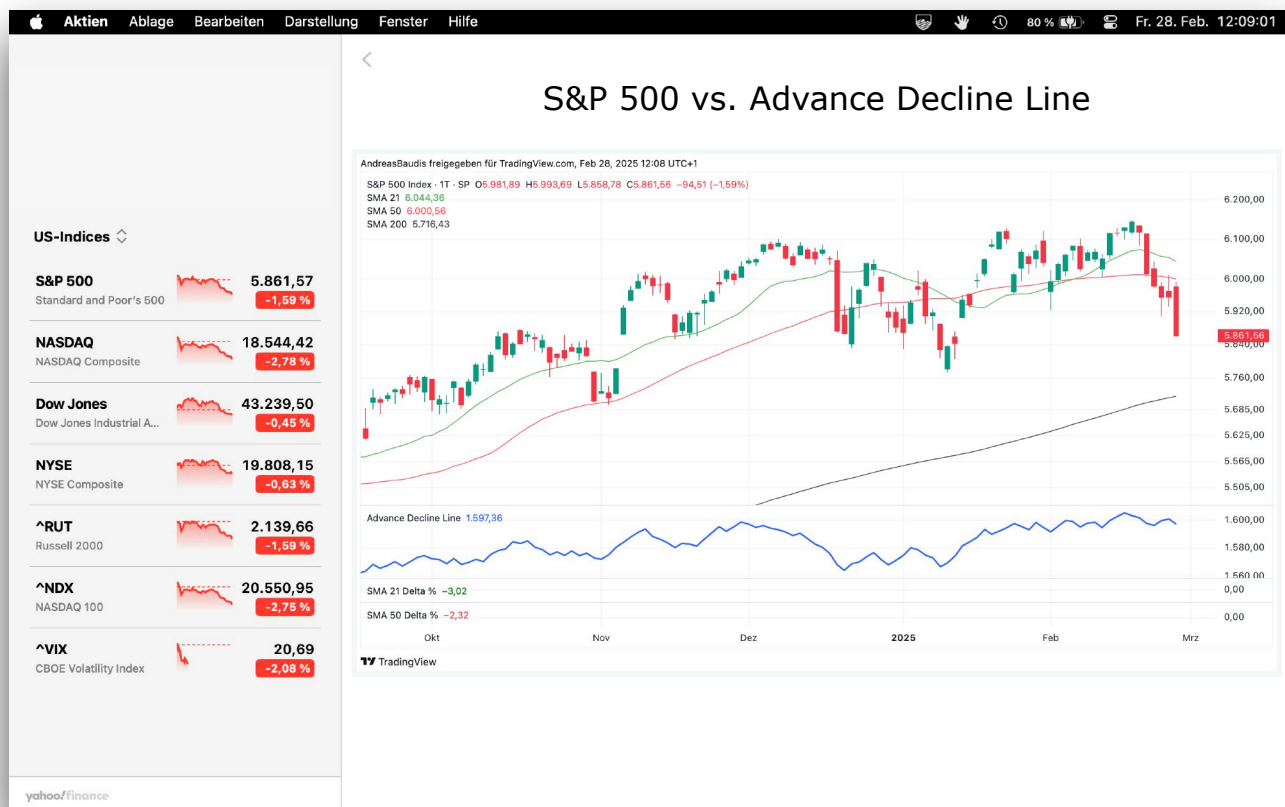 Aktien Ablage Bearbeiten Darstellung Fenster Hilfe 80 % Fr. 28. Feb. 12:09:01
US-Indices
S&P 500 5.861,57
Standard and Poor's 500 -1,59 %
NASDAQ 18.544,42
NASDAQ Composite -2,78 %
Dow Jones 43.239,50
Dow Jones Industrial A... -0,45 %
NYSE 19.808,15
NYSE Composite -0,63 %
^RUT 2.139,66
Russell 2000 -1,59 %
^NDX 20.550,95
NASDAQ 100 -2,75 %
^VIX 20,69
CBOE Volatility Index -2,08 %
yahoo!finance
S&P 500 vs. Advance Decline Line
AndreasBaudis freigegeben für TradingView.com, Feb 28, 2025 12:08 UTC+1
S&P 500 Index · 1T · SP O5.981,89 H5.993,69 L5.858,78 C5.861,56 −94,51 (−1,59%)
SMA 21 6.044,36
SMA 50 6.000,56
SMA 200 5.716,43
6.200,00
6.100,00
6.000,00
5.920,00
5.861,56
5.840,00
5.760,00
5.685,00
5.625,00
5.565,00
5.505,00
Advance Decline Line 1.597,36
1.600,00
1.580,00
1.560,00
SMA 21 Delta % −3,02 0,00
SMA 50 Delta % −2,32 0,00
Okt Nov Dez 2025 Feb Mrz
TradingView